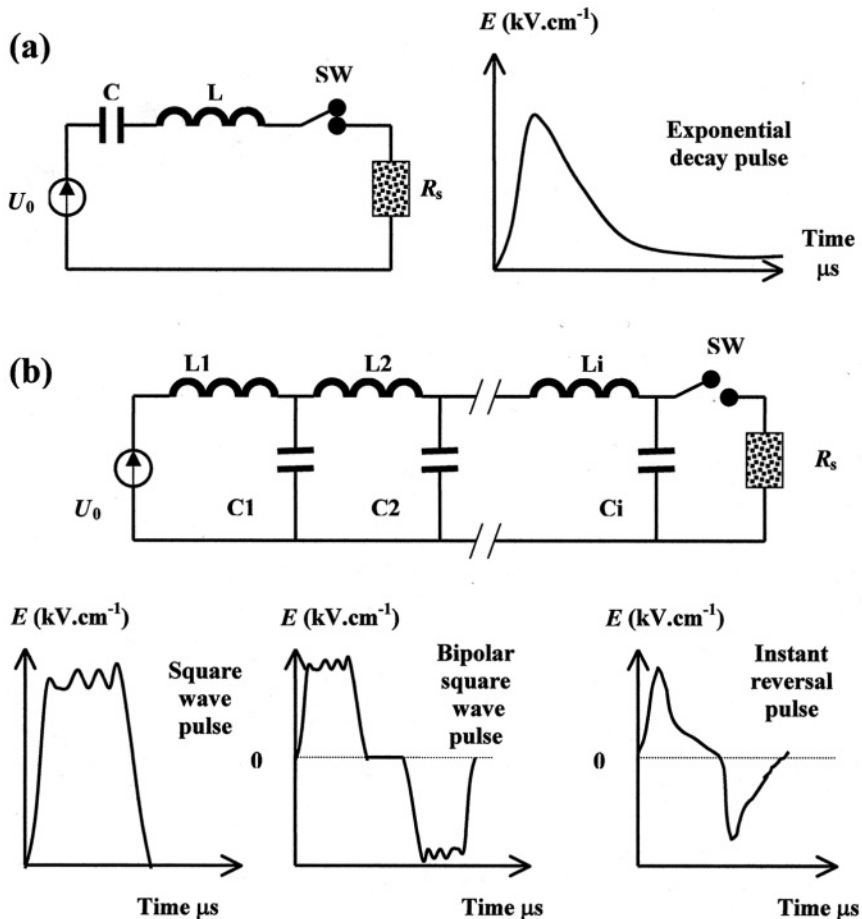 (a)
E (kV.cm⁻¹)
C
L
SW
U₀
Rₛ
Exponential
decay pulse
Time
µs
(b)
L1
L2
Li
SW
U₀
C1
C2
Ci
Rₛ
E (kV.cm⁻¹)
Square
wave
pulse
Time µs
E (kV.cm⁻¹)
Bipolar
square
wave
pulse
0
Time µs
E (kV.cm⁻¹)
Instant
reversal
pulse
0
Time µs